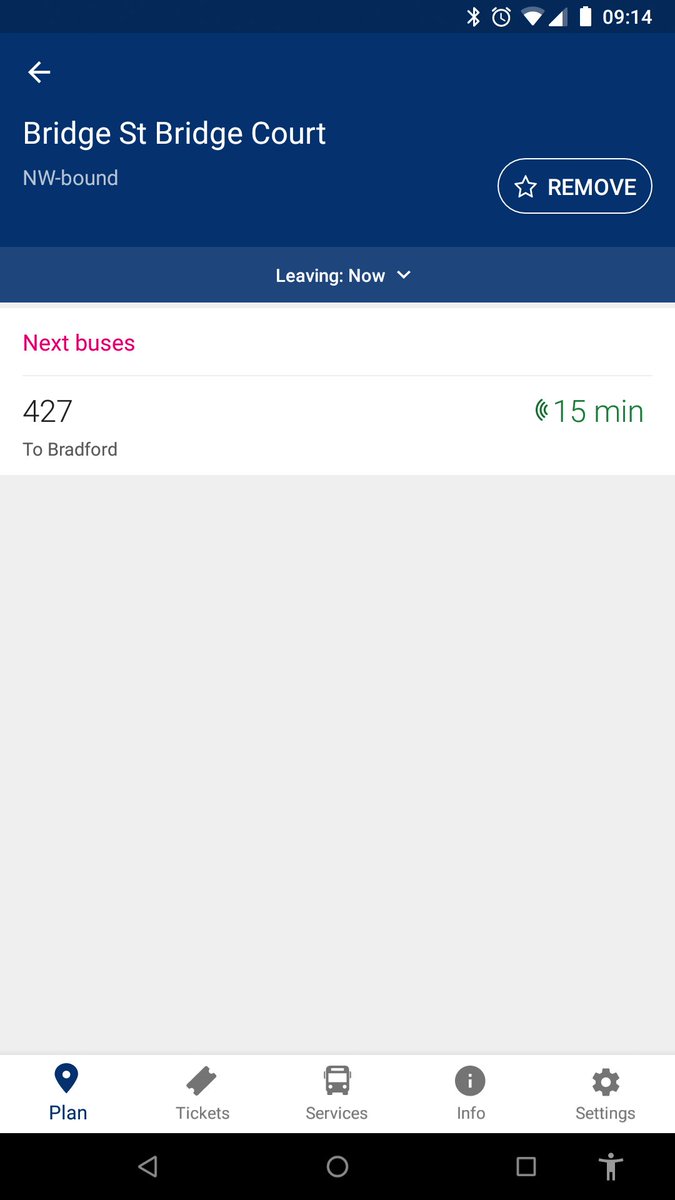 09:14
Bridge St Bridge Court
NW-bound
REMOVE
Leaving: Now
Next buses
427
15 min
To Bradford
Plan
Tickets
Services
Info
Settings